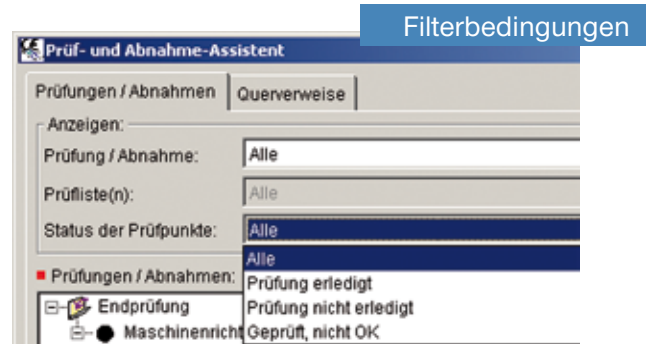 Filterbedingungen
Prüf- und Abnahme-Assistent
Prüfungen / Abnahmen Querverweise
Anzeigen:
Prüfung / Abnahme: Alle
Prüfliste(n): Alle
Status der Prüfpunkte: Alle
Alle
Prüfungen / Abnahmen: Prüfung erledigt
Endprüfung Prüfung nicht erledigt
Maschinenricht Geprüft, nicht OK